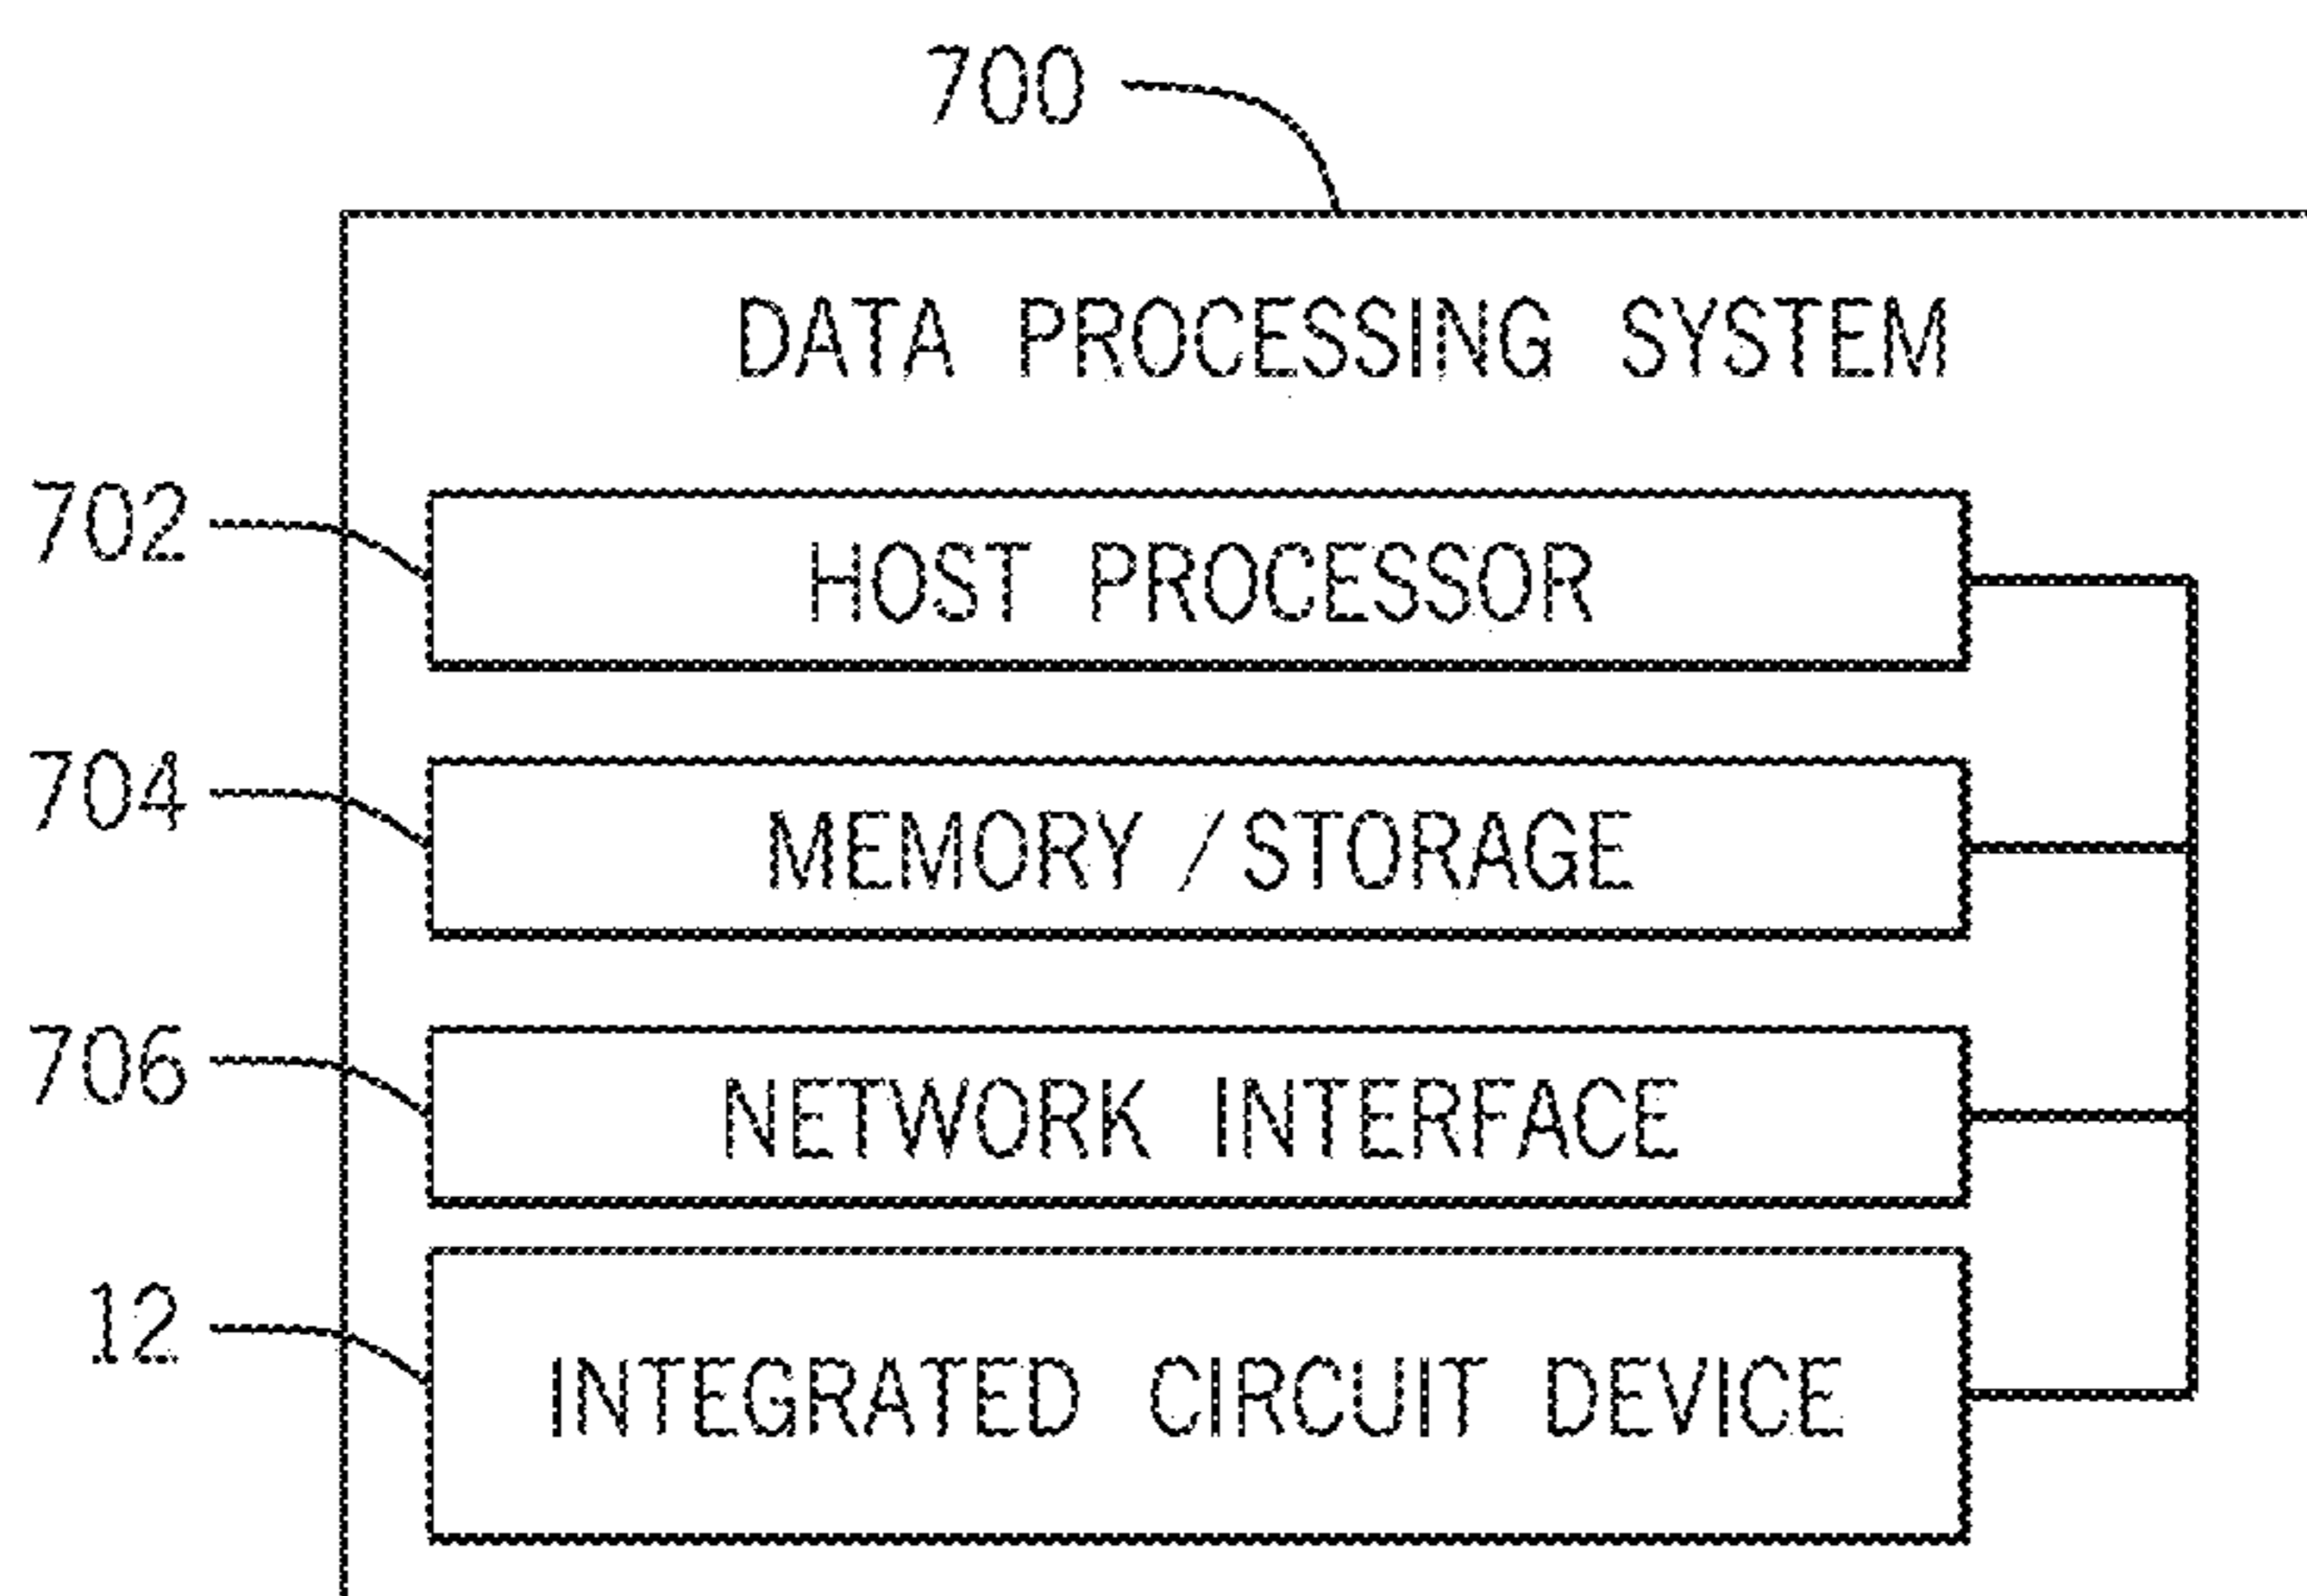 700
DATA PROCESSING SYSTEM
702
HOST PROCESSOR
704
MEMORY/STORAGE
706
NETWORK INTERFACE
12
INTEGRATED CIRCUIT DEVICE